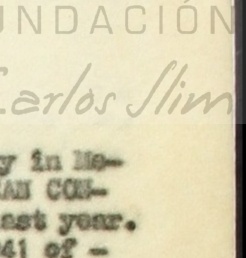 UNDACIÓN
Carlos Slim
y in Me-
AN CON-
ast year.
41 of -